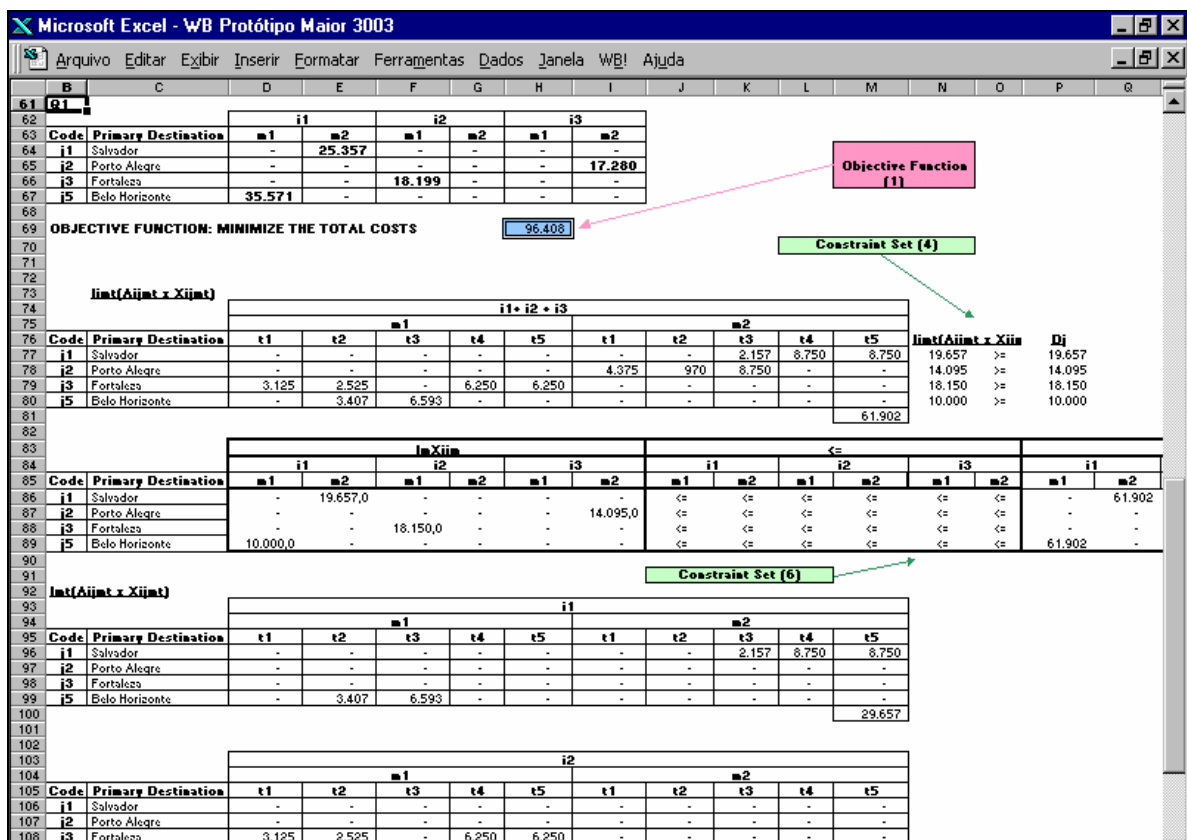 Microsoft Excel - WB Protótipo Maior 3003
Arquivo Editar Exibir Inserir Formatar Ferramentas Dados Janela WB! Ajuda
B C D E F G H I J K L M N O P Q
61 Q1
62 i1 i2 i3
63 Code Primary Destination m1 m2 m1 m2 m1 m2
64 j1 Salvador - 25.357 - - - -
65 j2 Porto Alegre - - - - - 17.280
66 j3 Fortaleza - - 18.199 - - -
67 j5 Belo Horizonte 35.571 - - - - -
Objective Function
(1)
68
69 OBJECTIVE FUNCTION: MINIMIZE THE TOTAL COSTS 96.408
70 Constraint Set (4)
71
72
73 Iimt(Aijmt x Xijmt)
74 i1+ i2 + i3
75 m1 m2
76 Code Primary Destination t1 t2 t3 t4 t5 t1 t2 t3 t4 t5 Iimt(Aijmt x Xijm Dj
77 j1 Salvador - - - - - - - 2.157 8.750 8.750 19.657 >= 19.657
78 j2 Porto Alegre - - - - - 4.375 970 8.750 - - 14.095 >= 14.095
79 j3 Fortaleza 3.125 2.525 - 6.250 6.250 - - - - - 18.150 >= 18.150
80 j5 Belo Horizonte - 3.407 6.593 - - - - - - - 10.000 >= 10.000
81 61.902
82
83 ImXijm <=
84 i1 i2 i3 i1 i2 i3 i1
85 Code Primary Destination m1 m2 m1 m2 m1 m2 m1 m2 m1 m2 m1 m2 m1 m2
86 j1 Salvador - 19.657,0 - - - - <= <= <= <= <= <= - 61.902
87 j2 Porto Alegre - - - - - 14.095,0 <= <= <= <= <= <= - -
88 j3 Fortaleza - - 18.150,0 - - - <= <= <= <= <= <= - -
89 j5 Belo Horizonte 10.000,0 - - - - - <= <= <= <= <= <= 61.902 -
90
91 Constraint Set (6)
92 Imt(Aijmt x Xijmt)
93 i1
94 m1 m2
95 Code Primary Destination t1 t2 t3 t4 t5 t1 t2 t3 t4 t5
96 j1 Salvador - - - - - - - 2.157 8.750 8.750
97 j2 Porto Alegre - - - - - - - - - -
98 j3 Fortaleza - - - - - - - - - -
99 j5 Belo Horizonte - 3.407 6.593 - - - - - - -
100 29.657
101
102
103 i2
104 m1 m2
105 Code Primary Destination t1 t2 t3 t4 t5 t1 t2 t3 t4 t5
106 j1 Salvador - - - - - - - - - -
107 j2 Porto Alegre - - - - - - - - - -
108 j3 Fortaleza 3.125 2.525 - 6.250 6.250 - - - - -